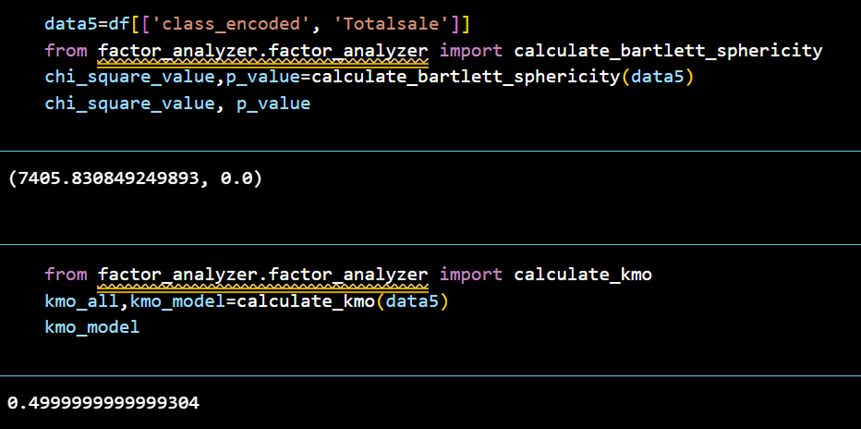 data5=df[['class_encoded', 'Totalsale']]
from factor_analyzer.factor_analyzer import calculate_bartlett_sphericity
chi_square_value,p_value=calculate_bartlett_sphericity(data5)
chi_square_value, p_value
(7405.830849249893, 0.0)
from factor_analyzer.factor_analyzer import calculate_kmo
kmo_all,kmo_model=calculate_kmo(data5)
kmo_model
0.4999999999999304